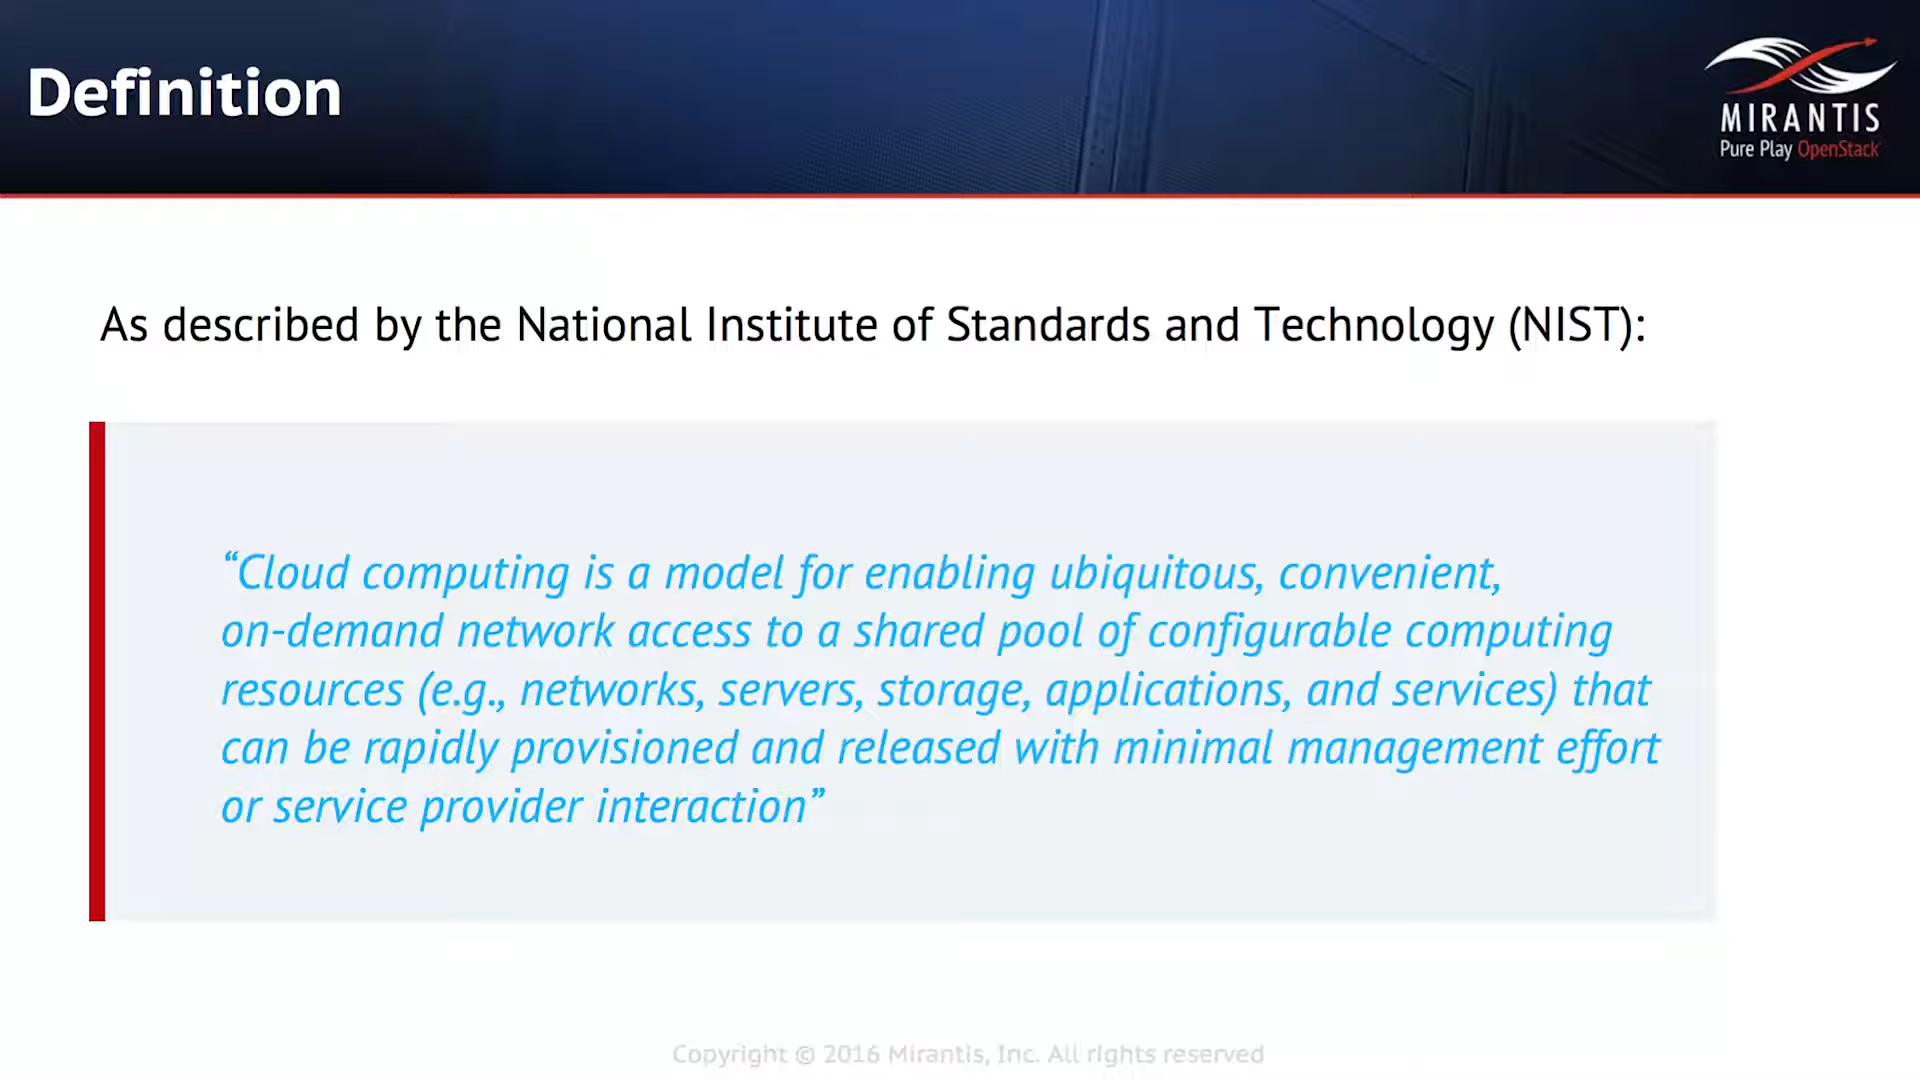 Definition
MIRANTIS
Pure Play OpenStack
As described by the National Institute of Standards and Technology (NIST):
“Cloud computing is a model for enabling ubiquitous, convenient,
on-demand network access to a shared pool of configurable computing
resources (e.g., networks, servers, storage, applications, and services) that
can be rapidly provisioned and released with minimal management effort
or service provider interaction”
Copyright © 2016 Mirantis, Inc. All rights reserved